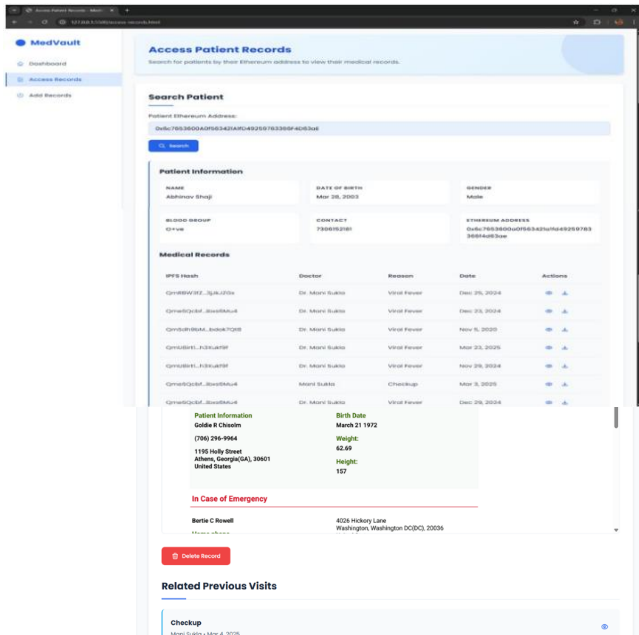 Access Patient Records - Med
127.0.0.1:5500/access-records.html
MedVault
Dashboard
Access Records
Add Records
Access Patient Records
Search for patients by their Ethereum address to view their medical records.
Search Patient
Patient Ethereum Address:
Search
Patient Information
NAME
DATE OF BIRTH
GENDER
Abhinav Shaji
Mar 28, 2003
Male
BLOOD GROUP
CONTACT
ETHEREUM ADDRESS
O+ve
7306152181
Medical Records
IPFS Hash Doctor Reason Date Actions
Dr. Mani Sukla Viral Fever Dec 25, 2024
Dr. Mani Sukla Viral Fever Dec 23, 2024
Dr. Mani Sukla Viral Fever Nov 5, 2020
Dr. Mani Sukla Viral Fever Mar 23, 2025
Dr. Mani Sukla Viral Fever Nov 29, 2024
Mani Sukla Checkup Mar 3, 2025
Dr. Mani Sukla Viral Fever Dec 29, 2024
Patient Information
Birth Date
Goldie R Chisolm
March 21 1972
(706) 296-9964
Weight:
62.69
1195 Holly Street
Athens, Georgia(GA), 30601
United States
Height:
157
In Case of Emergency
Bertie C Rowell
4026 Hickory Lane
Washington, Washington DC(DC), 20036
Delete Record
Related Previous Visits
Checkup
Mani Sukla - Mar 4, 2025